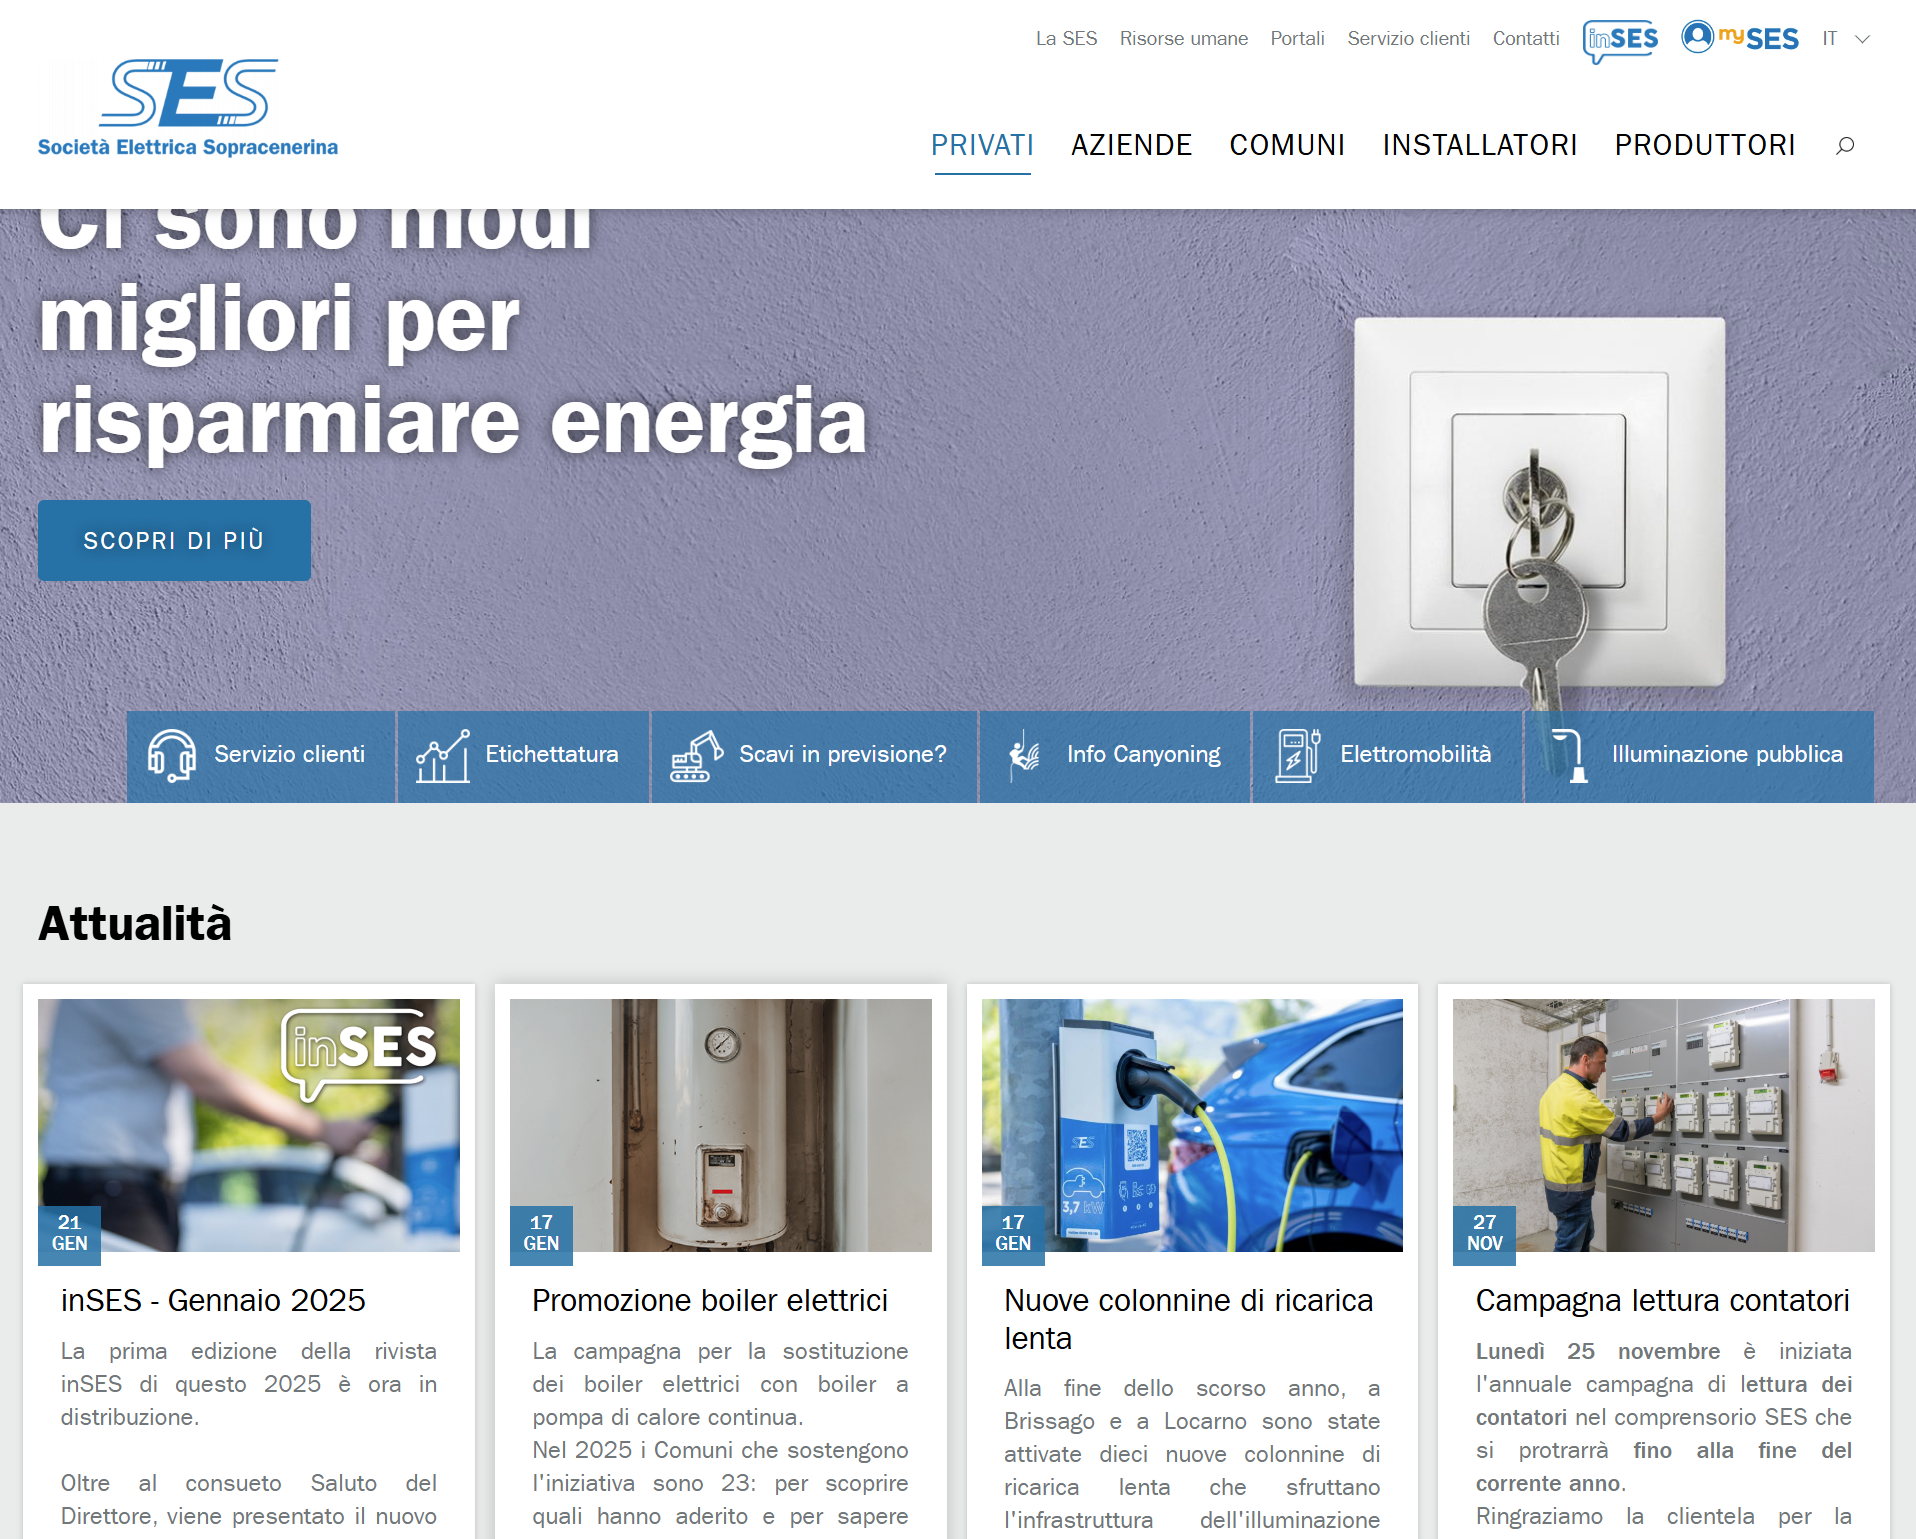 La SES Risorse umane Portali Servizio clienti Contatti inSES mySES IT
SES
Società Elettrica Sopracenerina
PRIVATI AZIENDE COMUNI INSTALLATORI PRODUTTORI
Ci sono modi
migliori per
risparmiare energia
SCOPRI DI PIÙ
Servizio clienti Etichettatura Scavi in previsione? Info Canyoning Elettromobilità Illuminazione pubblica
Attualità
inSES
21
GEN
inSES - Gennaio 2025
La prima edizione della rivista
inSES di questo 2025 è ora in
distribuzione.
Oltre al consueto Saluto del
Direttore, viene presentato il nuovo
17
GEN
Promozione boiler elettrici
La campagna per la sostituzione
dei boiler elettrici con boiler a
pompa di calore continua.
Nel 2025 i Comuni che sostengono
l'iniziativa sono 23: per scoprire
quali hanno aderito e per sapere
SES
3,7 kW
17
GEN
Nuove colonnine di ricarica
lenta
Alla fine dello scorso anno, a
Brissago e a Locarno sono state
attivate dieci nuove colonnine di
ricarica lenta che sfruttano
l'infrastruttura dell'illuminazione
27
NOV
Campagna lettura contatori
Lunedì 25 novembre è iniziata
l'annuale campagna di lettura dei
contatori nel comprensorio SES che
si protrarrà fino alla fine del
corrente anno.
Ringraziamo la clientela per la